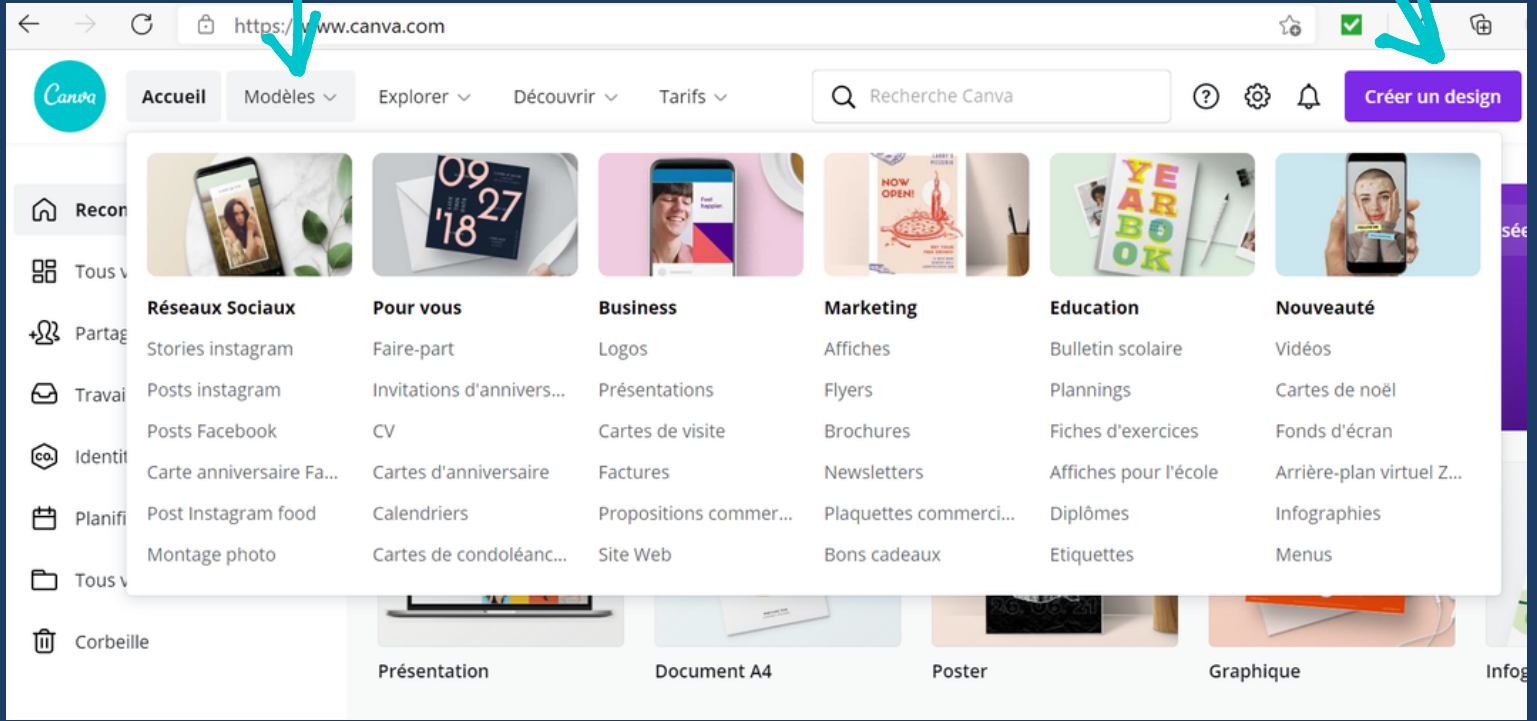 https://www.canva.com
Canva
Accueil
Modèles
Explorer
Découvrir
Tarifs
Recherche Canva
Créer un design
Recon
Tous v
Partag
Travai
Identit
Planifi
Tous v
Corbeille
sée
09
27
'18
Feel happier.
LARRY'S PIZZERIA
NOW OPEN!
YE
AR
BO
OK
Réseaux Sociaux
Stories instagram
Posts instagram
Posts Facebook
Carte anniversaire Fa...
Post Instagram food
Montage photo
Pour vous
Faire-part
Invitations d'annivers...
CV
Cartes d'anniversaire
Calendriers
Cartes de condoléanc...
Business
Logos
Présentations
Cartes de visite
Factures
Propositions commer...
Site Web
Marketing
Affiches
Flyers
Brochures
Newsletters
Plaquettes commerci...
Bons cadeaux
Education
Bulletin scolaire
Plannings
Fiches d'exercices
Affiches pour l'école
Diplômes
Etiquettes
Nouveauté
Vidéos
Cartes de noël
Fonds d'écran
Arrière-plan virtuel Z...
Infographies
Menus
Présentation
Document A4
Poster
Graphique
Infog